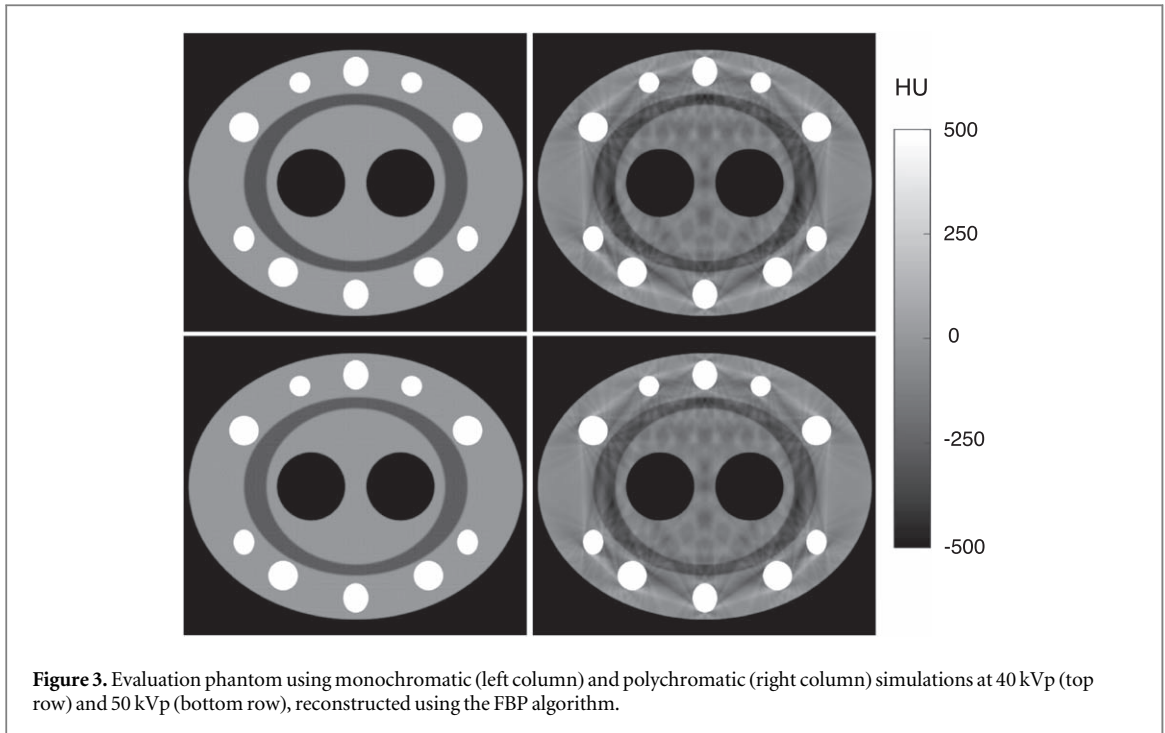 HU
500
250
0
-250
-500
Figure 3. Evaluation phantom using monochromatic (left column) and polychromatic (right column) simulations at 40 kVp (top
row) and 50 kVp (bottom row), reconstructed using the FBP algorithm.